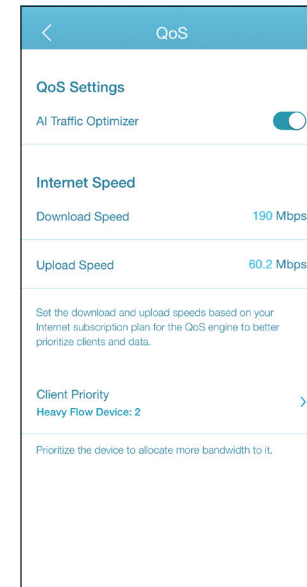 QoS
QoS Settings
AI Traffic Optimizer
Internet Speed
Download Speed 190 Mbps
Upload Speed 60.2 Mbps
Set the download and upload speeds based on your
Internet subscription plan for the QoS engine to better
prioritize clients and data.
Client Priority
Heavy Flow Device: 2
Prioritize the device to allocate more bandwidth to it.